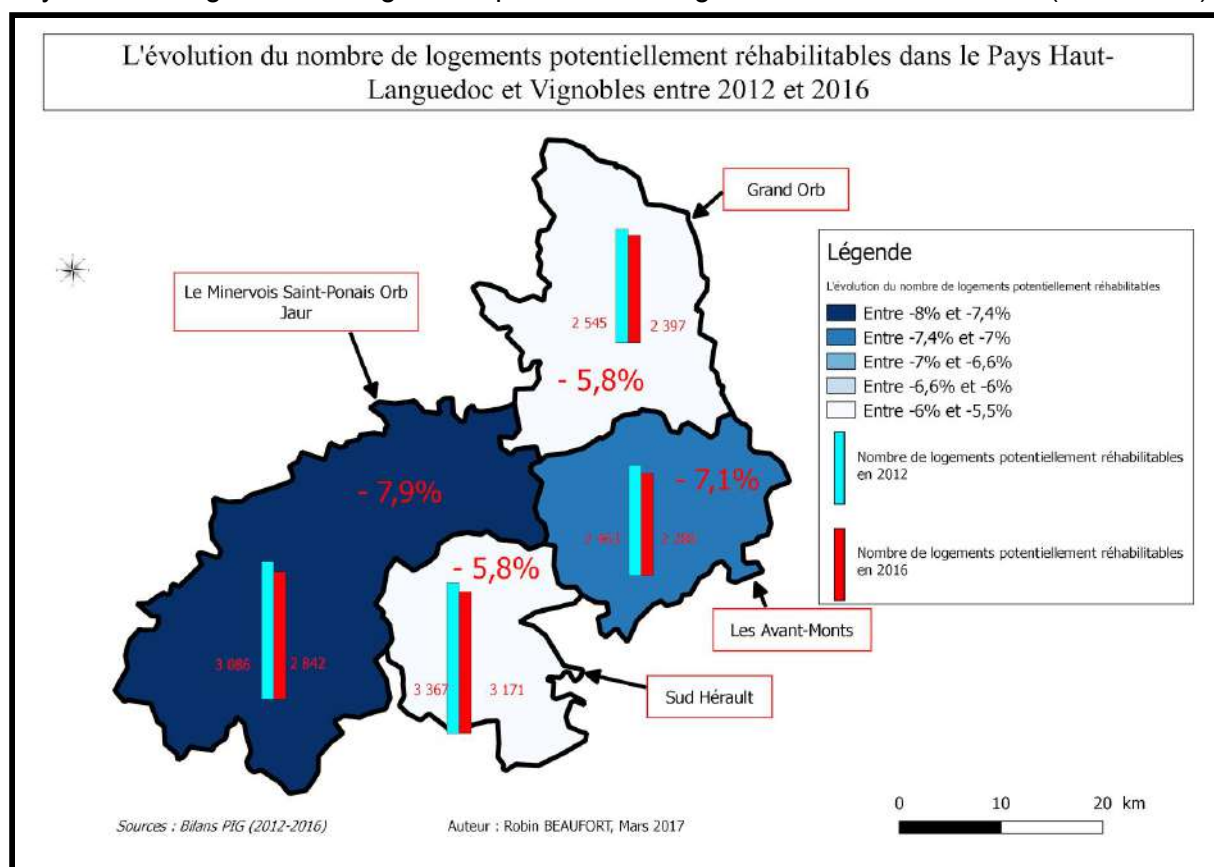 L'évolution du nombre de logements potentiellement réhabilitables dans le Pays Haut-
Languedoc et Vignobles entre 2012 et 2016
Grand Orb
Le Minervois Saint-Ponais Orb
Jaur
2 545
2 397
- 5,8%
- 7,9%
- 7,1%
2 463
- 5,8%
3 086
2 842
3 367
3 171
Les Avant-Monts
Sud Hérault
Légende
L'évolution du nombre de logements potentiellement réhabilitables
Entre -8% et -7,4%
Entre -7,4% et -7%
Entre -7% et -6,6%
Entre -6,6% et -6%
Entre -6% et -5,5%
Nombre de logements potentiellement réhabilitables
en 2012
Nombre de logements potentiellement réhabilitables
en 2016
0 10 20 km
Sources : Bilans PIG (2012-2016)
Auteur : Robin BEAUFORT, Mars 2017